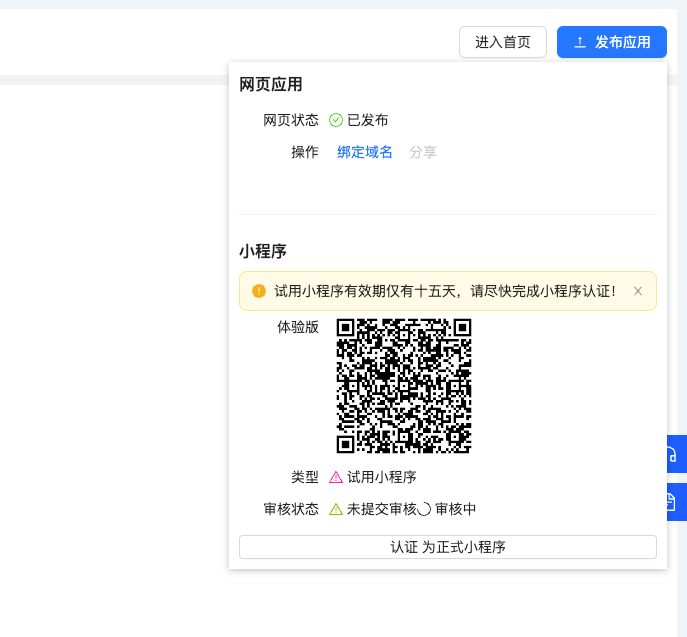 进入首页
发布应用
网页应用
网页状态 已发布
操作 绑定域名 分享
小程序
试用小程序有效期仅有十五天，请尽快完成小程序认证！
体验版
类型 试用小程序
审核状态 未提交审核 审核中
认证 为正式小程序